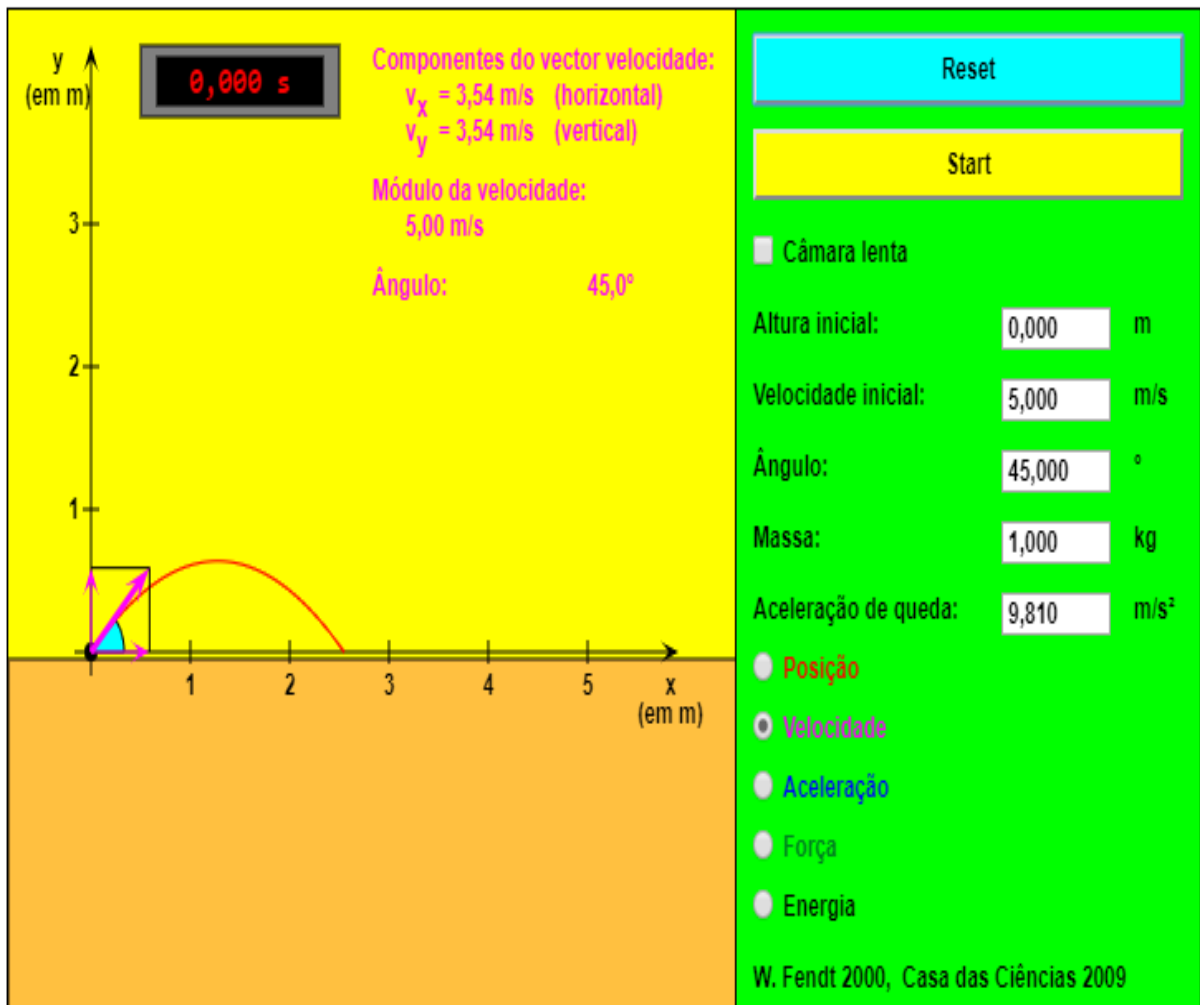 y
(em m)
0,000 s
Componentes do vector velocidade:
vx = 3,54 m/s (horizontal)
vy = 3,54 m/s (vertical)
Módulo da velocidade:
5,00 m/s
Ângulo: 45,0º
3
2
1
1 2 3 4 5 x
(em m)
Reset
Start
Câmara lenta
Altura inicial: 0,000 m
Velocidade inicial: 5,000 m/s
Ângulo: 45,000 º
Massa: 1,000 kg
Aceleração de queda: 9,810 m/s²
Posição
Velocidade
Aceleração
Força
Energia
W. Fendt 2000, Casa das Ciências 2009